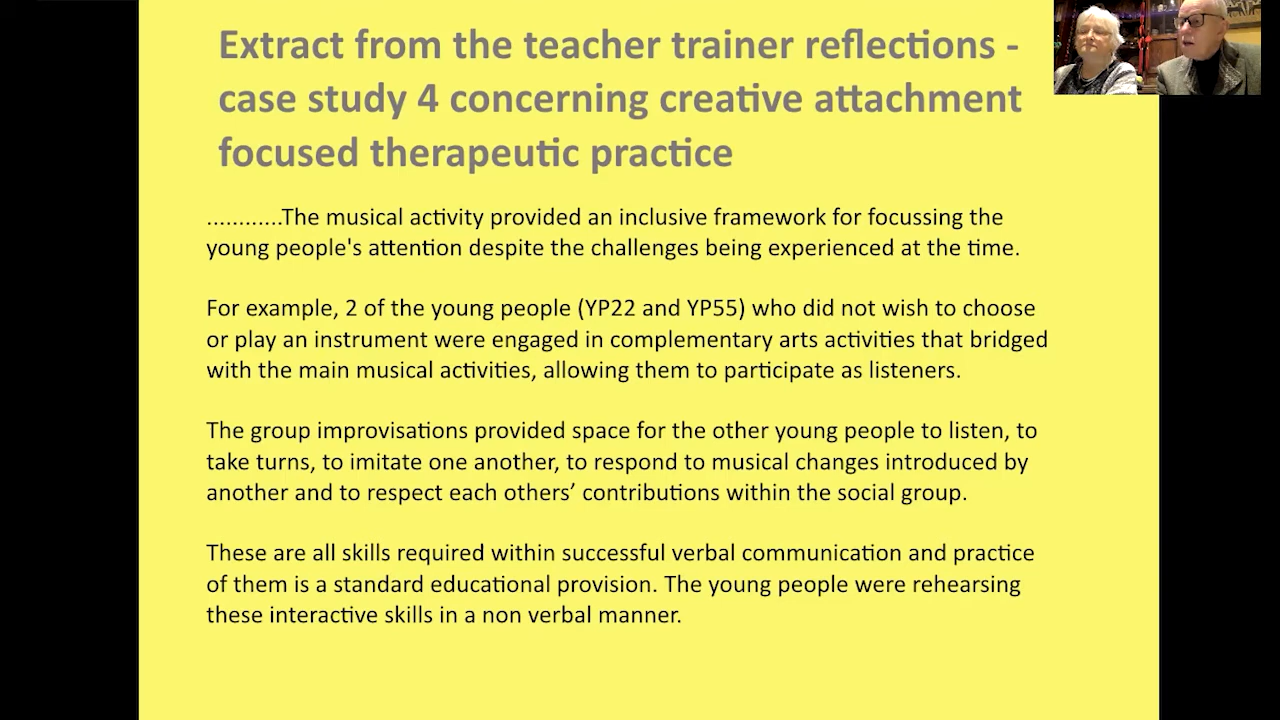 Extract from the teacher trainer reflections -
case study 4 concerning creative attachment
focused therapeutic practice
............The musical activity provided an inclusive framework for focussing the
young people's attention despite the challenges being experienced at the time.
For example, 2 of the young people (YP22 and YP55) who did not wish to choose
or play an instrument were engaged in complementary arts activities that bridged
with the main musical activities, allowing them to participate as listeners.
The group improvisations provided space for the other young people to listen, to
take turns, to imitate one another, to respond to musical changes introduced by
another and to respect each others’ contributions within the social group.
These are all skills required within successful verbal communication and practice
of them is a standard educational provision. The young people were rehearsing
these interactive skills in a non verbal manner.